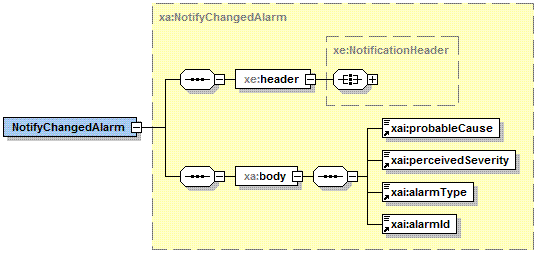 xa:NotifyChangedAlarm
xe:NotificationHeader
xe:header
NotifyChangedAlarm
xai:probableCause
xai:perceivedSeverity
xa:body
xai:alarmType
xai:alarmId